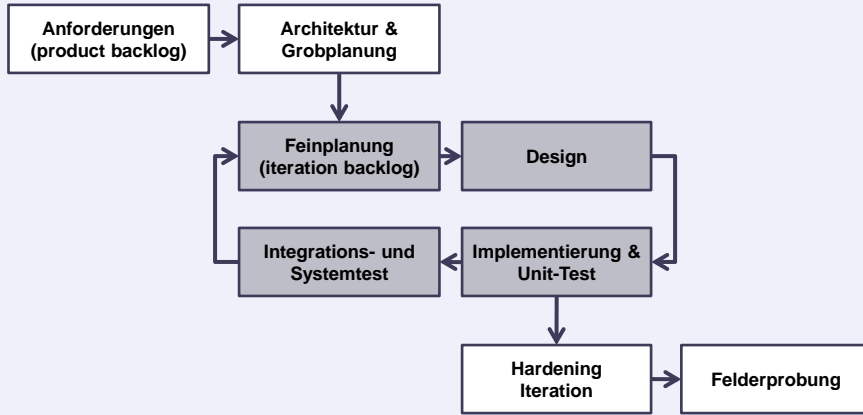 Anforderungen
(product backlog)
Architektur &
Grobplanung
Feinplanung
(iteration backlog)
Design
Integrations- und
Systemtest
Implementierung &
Unit-Test
Hardening
Iteration
Felderprobung